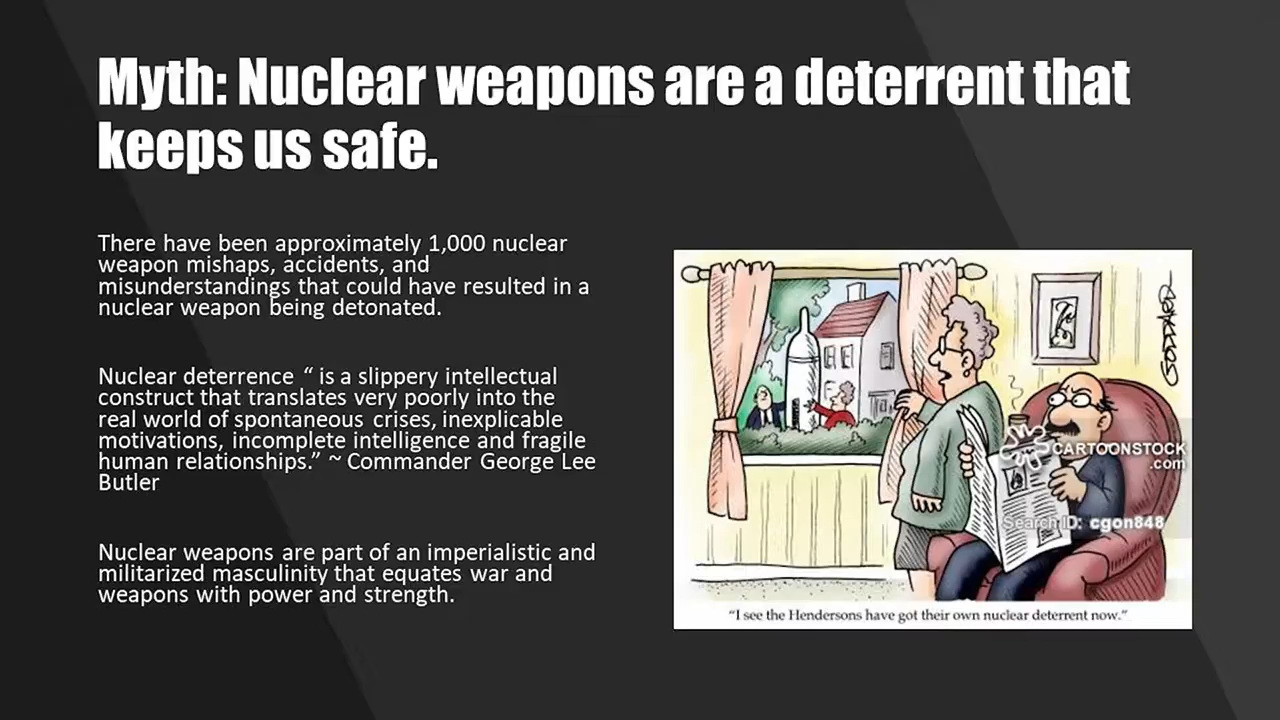 Myth: Nuclear weapons are a deterrent that
keeps us safe.
There have been approximately 1,000 nuclear
weapon mishaps, accidents, and
misunderstandings that could have resulted in a
nuclear weapon being detonated.
Nuclear deterrence “ is a slippery intellectual
construct that translates very poorly into the
real world of spontaneous crises, inexplicable
motivations, incomplete intelligence and fragile
human relationships.” ~ Commander George Lee
Butler
Nuclear weapons are part of an imperialistic and
militarized masculinity that equates war and
weapons with power and strength.
GODDARD
CARTOONSTOCK
.com
Search ID: cgon848
“I see the Hendersons have got their own nuclear deterrent now.”